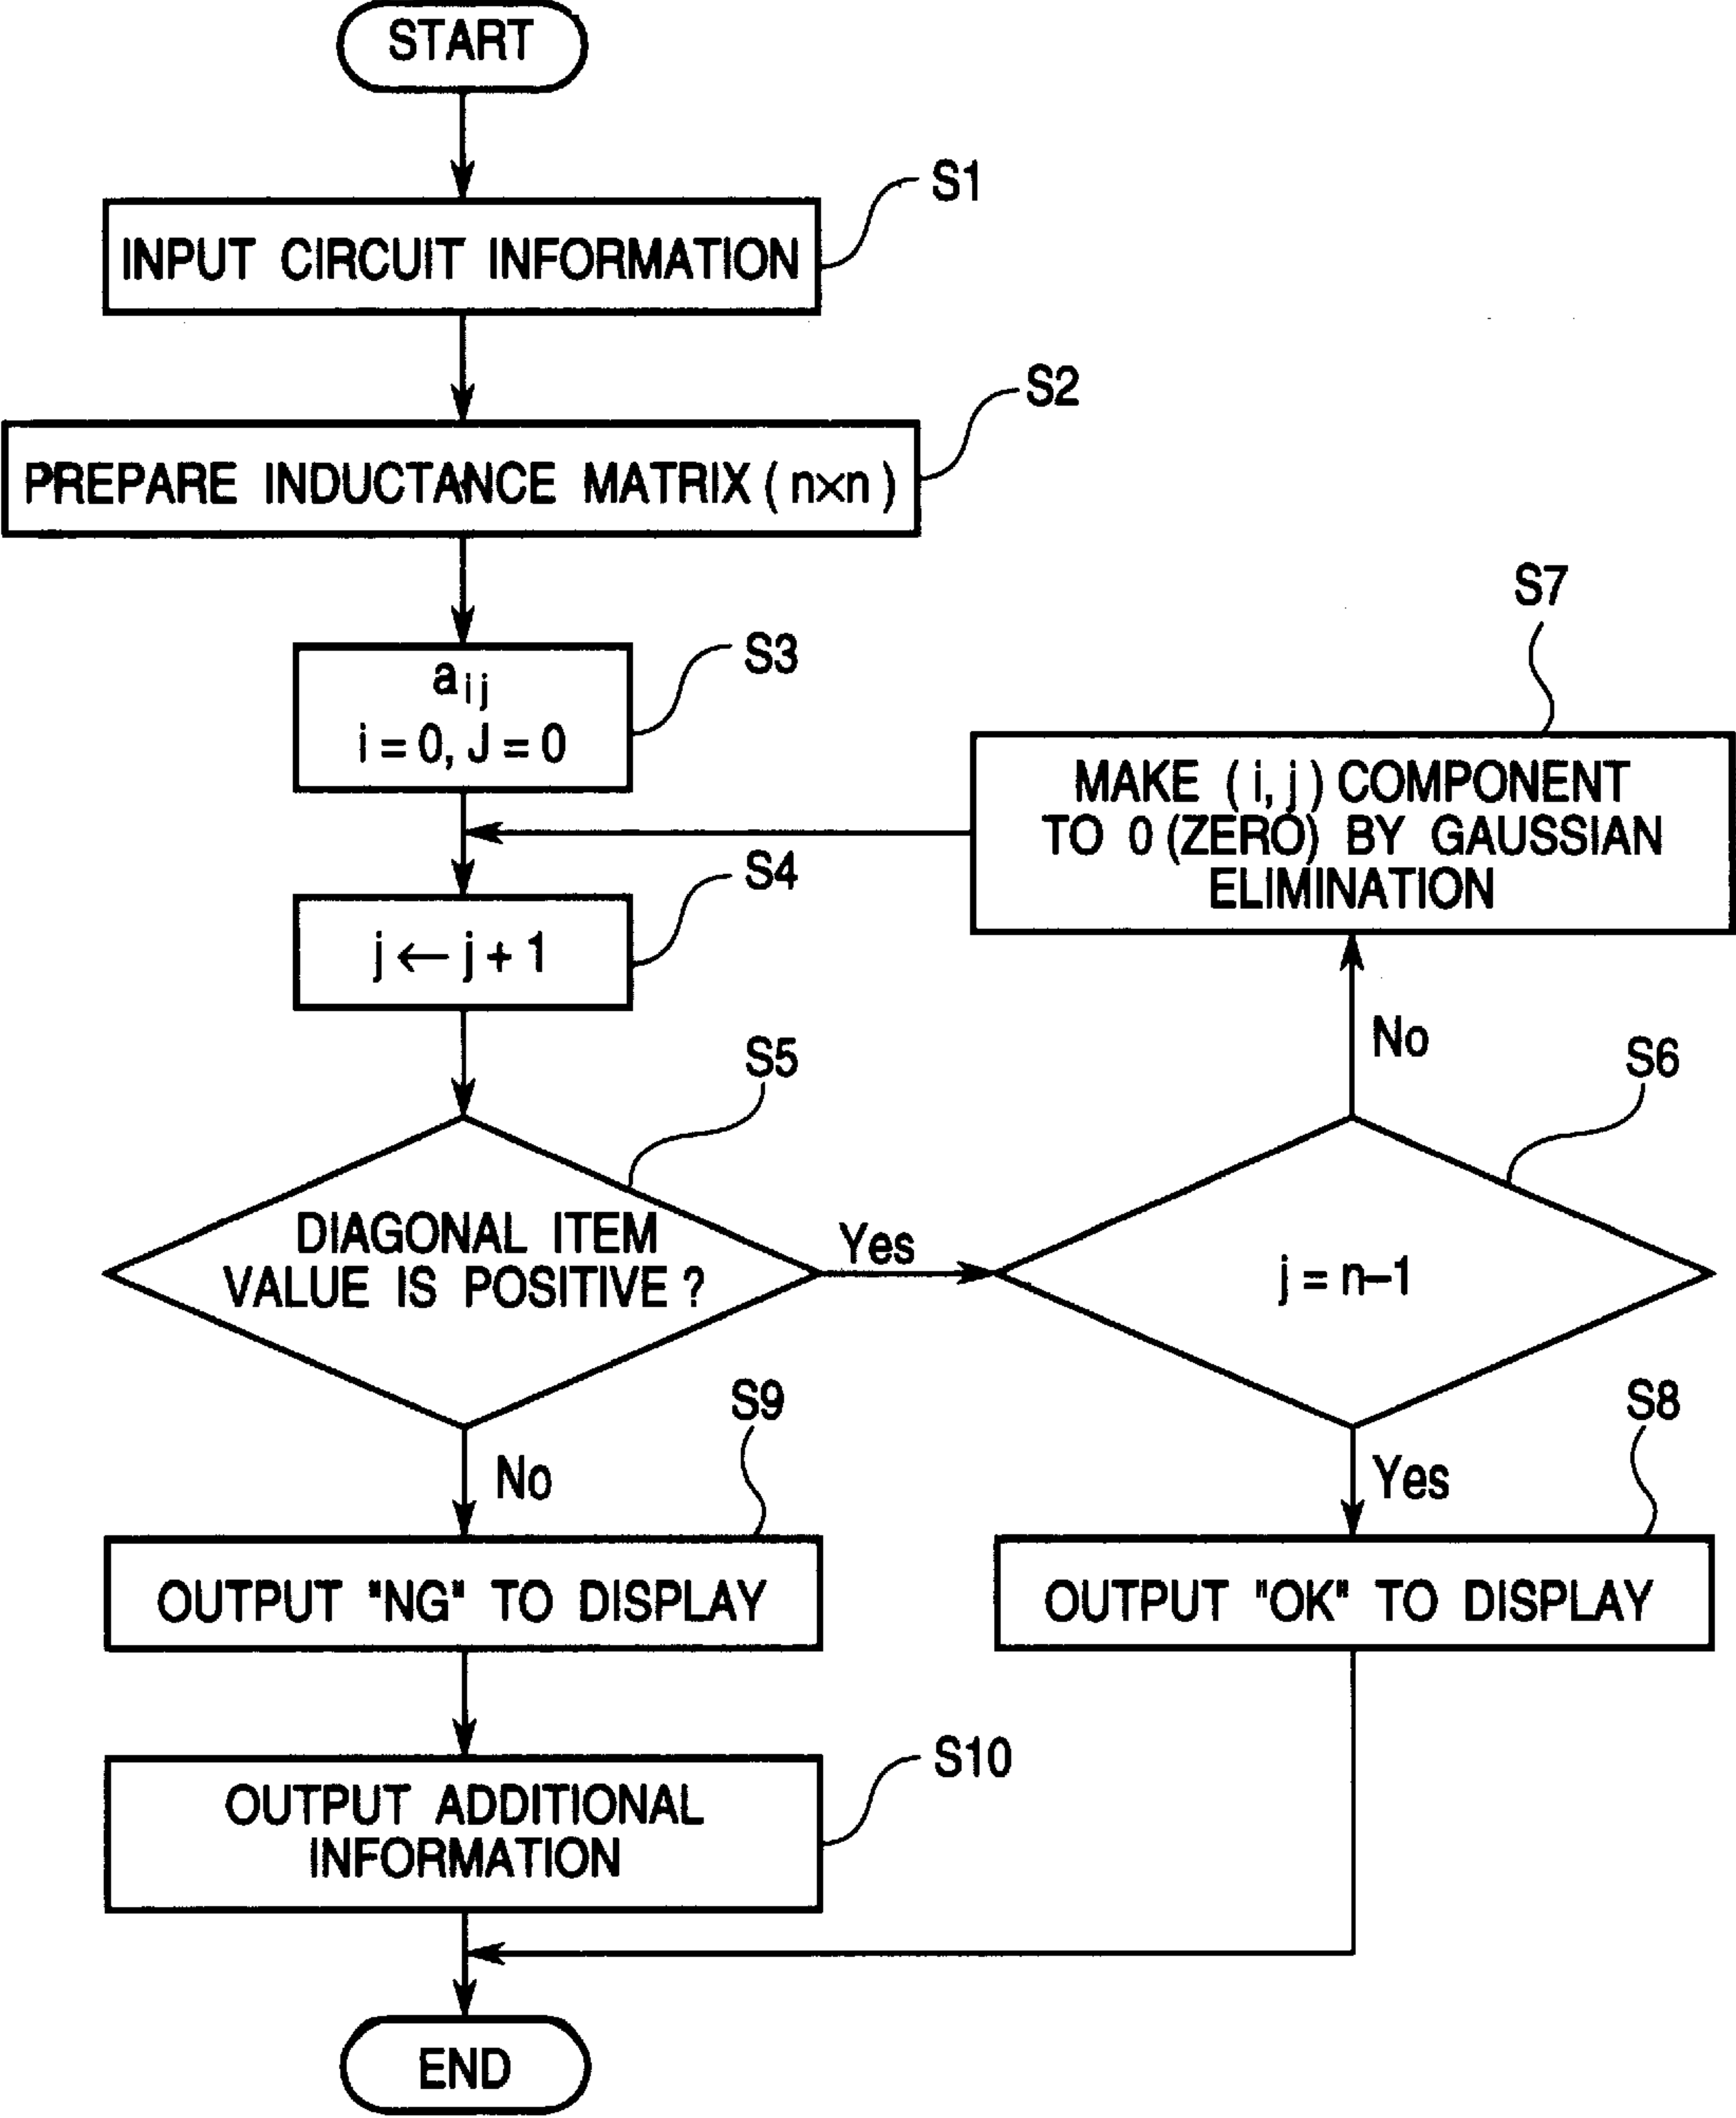 START
S1
INPUT CIRCUIT INFORMATION
S2
PREPARE INDUCTANCE MATRIX ( n×n )
S3
a i j
i = 0, J = 0
S7
MAKE ( i, j ) COMPONENT
TO 0 (ZERO) BY GAUSSIAN
ELIMINATION
S4
j ← j + 1
No
S5
S6
DIAGONAL ITEM
VALUE IS POSITIVE ?
Yes
j = n–1
S9
S8
No
Yes
OUTPUT "NG" TO DISPLAY
OUTPUT "OK" TO DISPLAY
S10
OUTPUT ADDITIONAL
INFORMATION
END